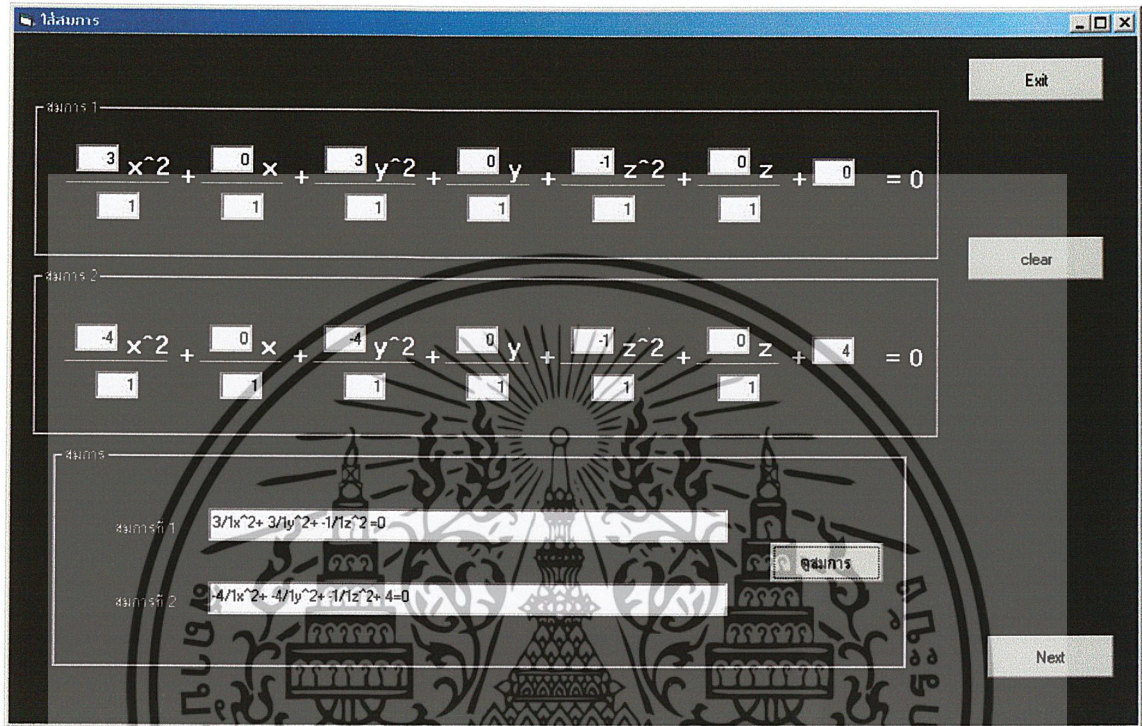 ใส่สมการ
Exit
สมการ 1
3 x^2 + 0 x + 3 y^2 + 0 y + -1 z^2 + 0 z + 0 = 0
1 1 1 1 1 1
clear
สมการ 2
-4 x^2 + 0 x + -4 y^2 + 0 y + -1 z^2 + 0 z + 4 = 0
1 1 1 1 1 1
สมการ
สมการที่ 1 3/1x^2+ 3/1y^2+ -1/1z^2 =0
ดูสมการ
สมการที่ 2 -4/1x^2+ -4/1y^2+ -1/1z^2+ 4=0
Next